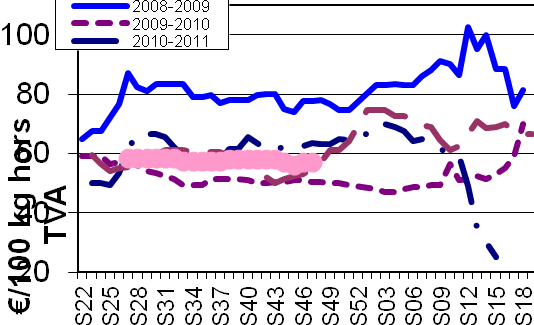 2008-2009
2009-2010
2010-2011
100
80
60
40
20
€/100 kg hors
TVA
S22
S25
S28
S31
S34
S37
S40
S43
S46
S49
S52
S03
S06
S09
S12
S15
S18